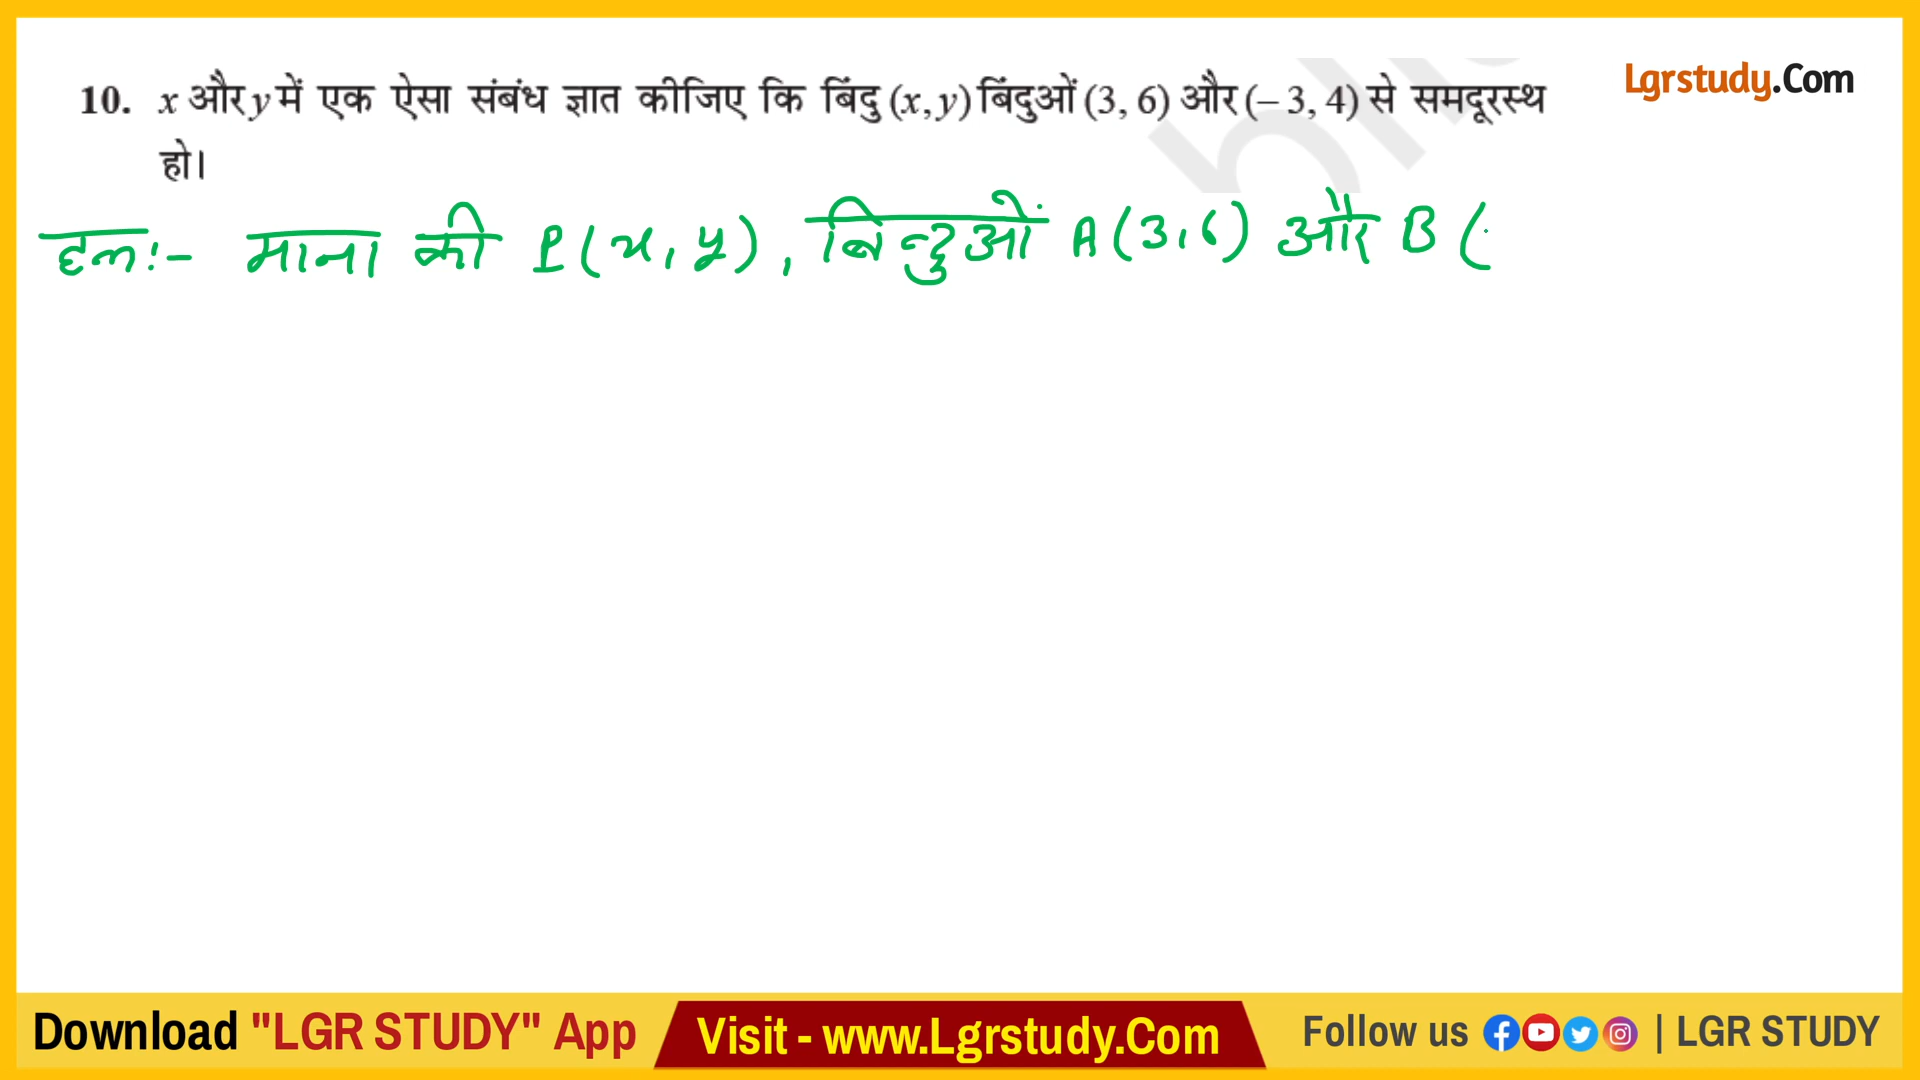 10. x और y में एक ऐसा संबंध ज्ञात कीजिए कि बिंदु (x, y) बिंदुओं (3, 6) और (– 3, 4) से समदूरस्थ
हो।
Lgrstudy.Com
हल:- माना की P(x, y), बिन्दुओं A(3,6) और B(
Download "LGR STUDY" App
Visit - www.Lgrstudy.Com
Follow us | LGR STUDY